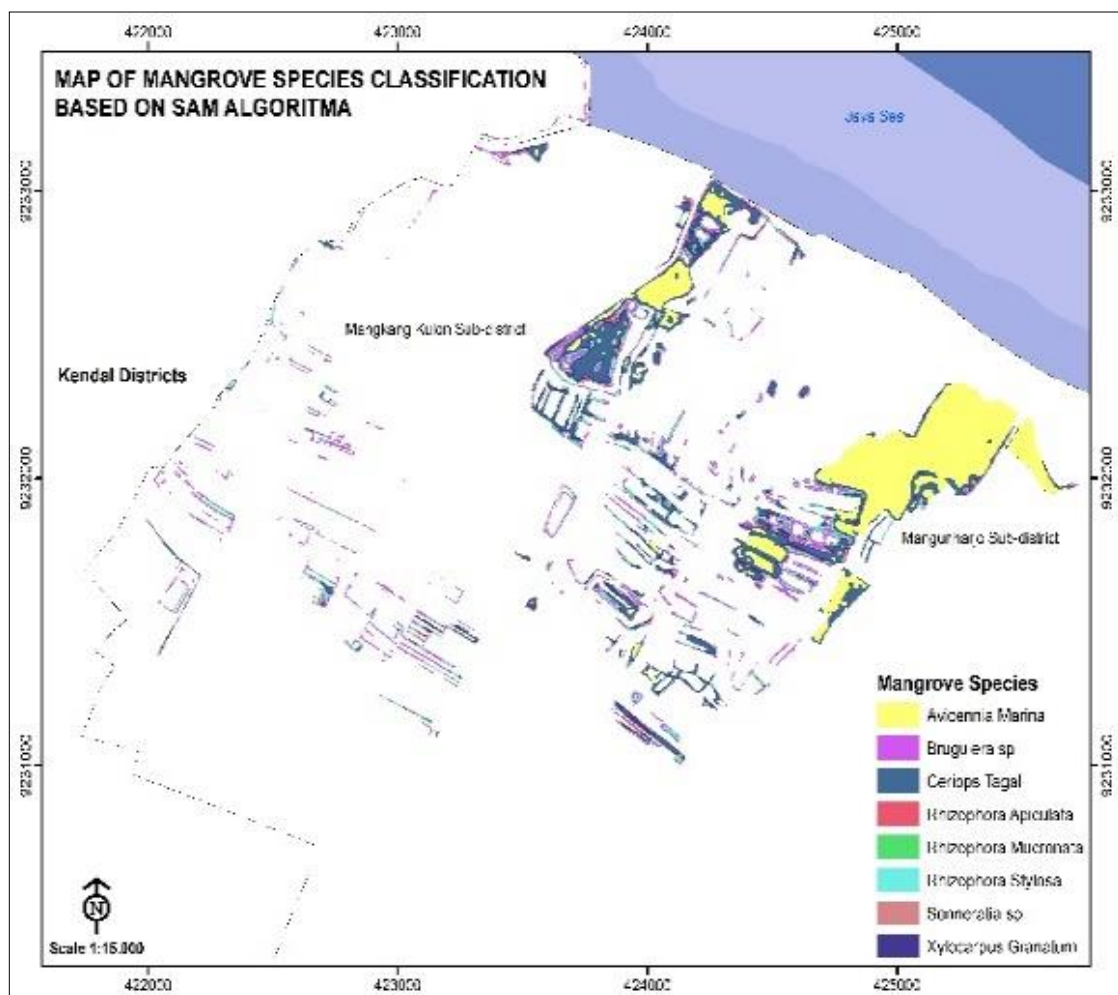 422000 423000 424000 425000
MAP OF MANGROVE SPECIES CLASSIFICATION
BASED ON SAM ALGORITMA
Java Sea
9233000 9233000
Mangkang Kulon Sub-district
Kendal Districts
9232000 9232000
Mangunharjo Sub-district
Mangrove Species
Avicennia Marina
Bruguiera sp
9231000 9231000
Ceriops Tagal
Rhizophora Apiculata
Rhizophora Mucronata
Rhizophora Stylosa
Sonneratia sp
Xylocarpus Granatum
N
Scale 1:15.000
422000 423000 424000 425000